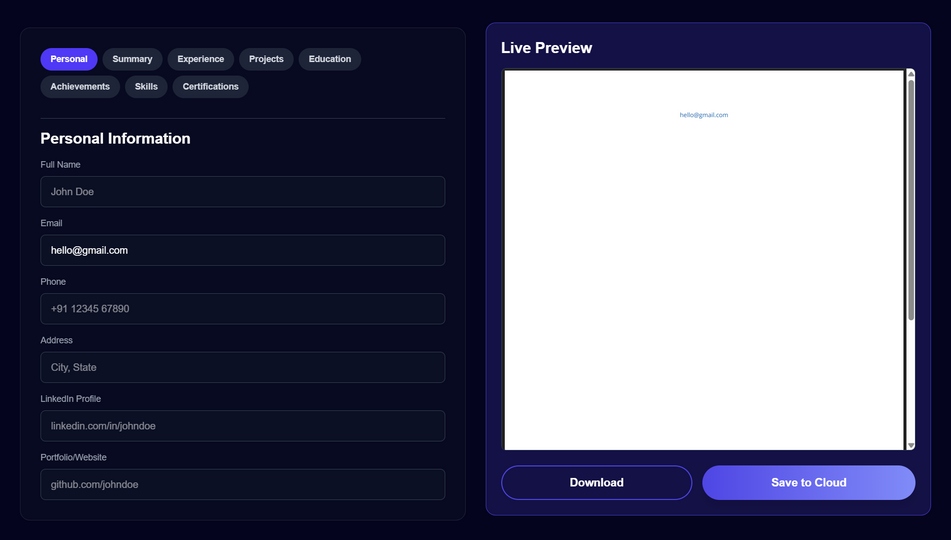 Personal Summary Experience Projects Education
Achievements Skills Certifications
Personal Information
Full Name
John Doe
Email
hello@gmail.com
Phone
+91 12345 67890
Address
City, State
LinkedIn Profile
linkedin.com/in/johndoe
Portfolio/Website
github.com/johndoe
Live Preview
hello@gmail.com
Download Save to Cloud